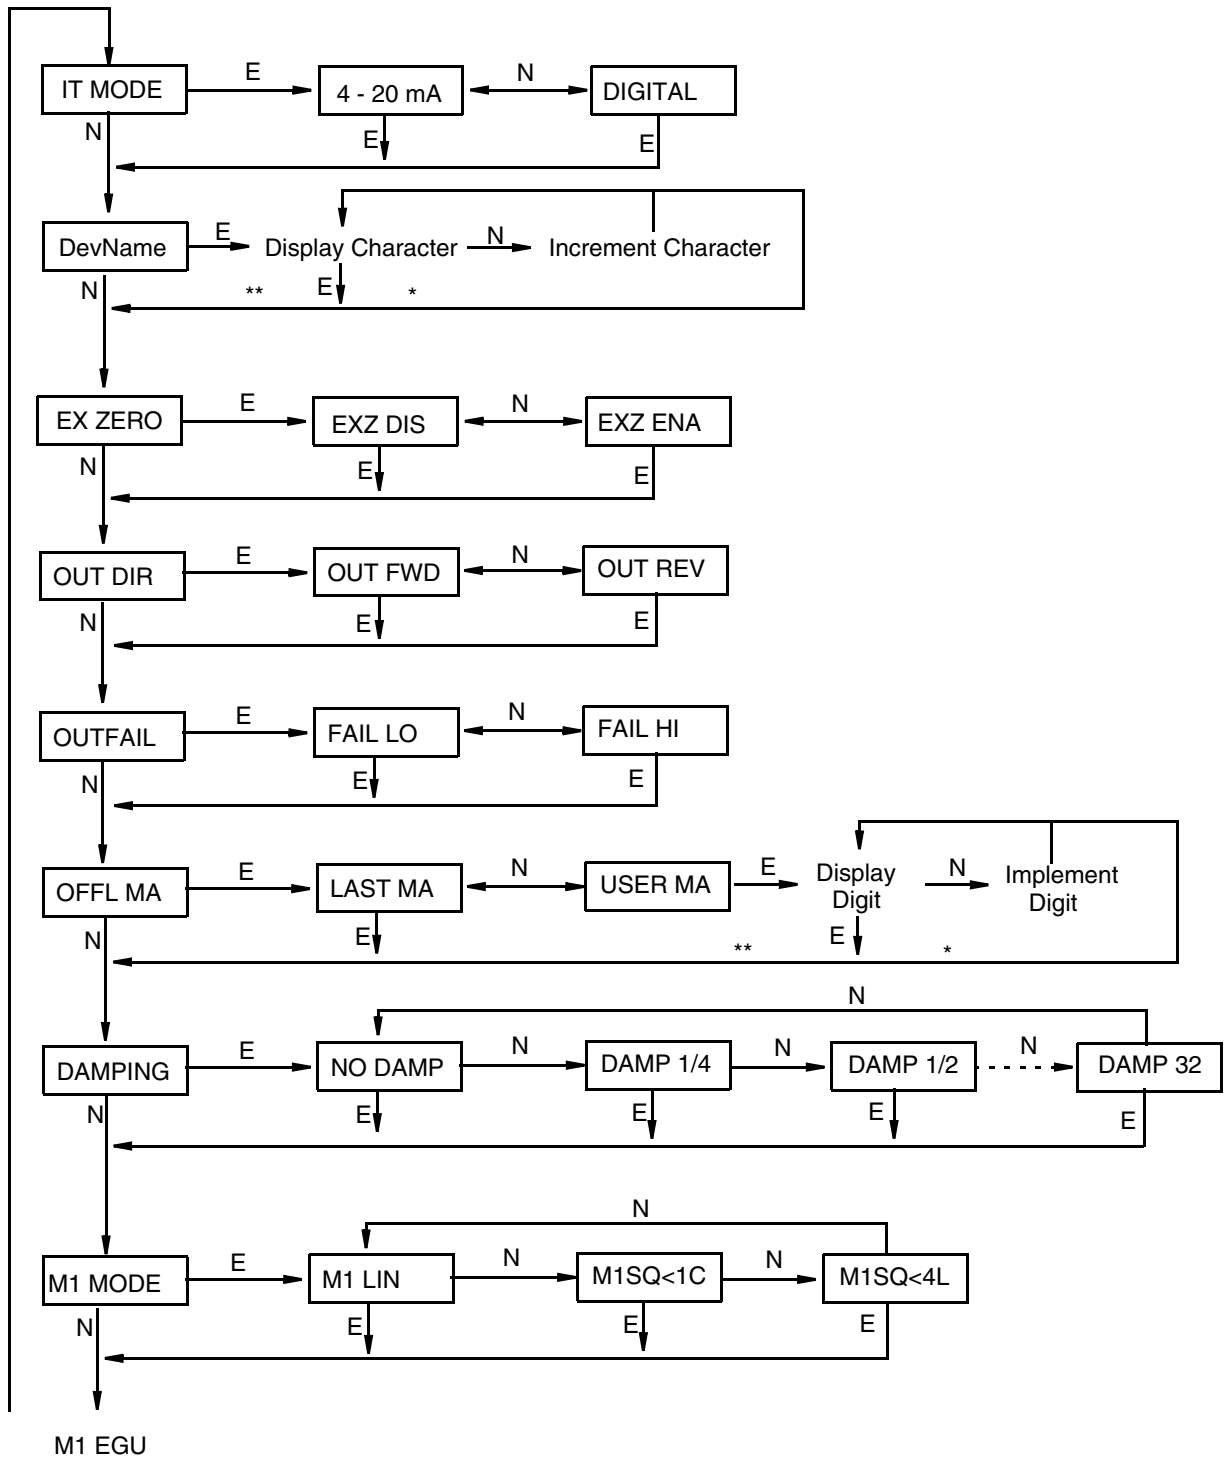 E
N
IT MODE
4 - 20 mA
DIGITAL
N
E
E
DevName
E
Display Character
N
Increment Character
N
**
E
*
EX ZERO
E
EXZ DIS
N
EXZ ENA
N
E
E
OUT DIR
E
OUT FWD
N
OUT REV
N
E
E
OUTFAIL
E
FAIL LO
N
FAIL HI
N
E
E
OFFL MA
E
LAST MA
N
USER MA
E
Display
Digit
N
Implement
Digit
N
E
E
**
*
N
DAMPING
E
NO DAMP
N
DAMP 1/4
N
DAMP 1/2
N
DAMP 32
N
E
E
E
E
N
M1 MODE
E
M1 LIN
N
M1SQ<1C
N
M1SQ<4L
N
E
E
E
M1 EGU